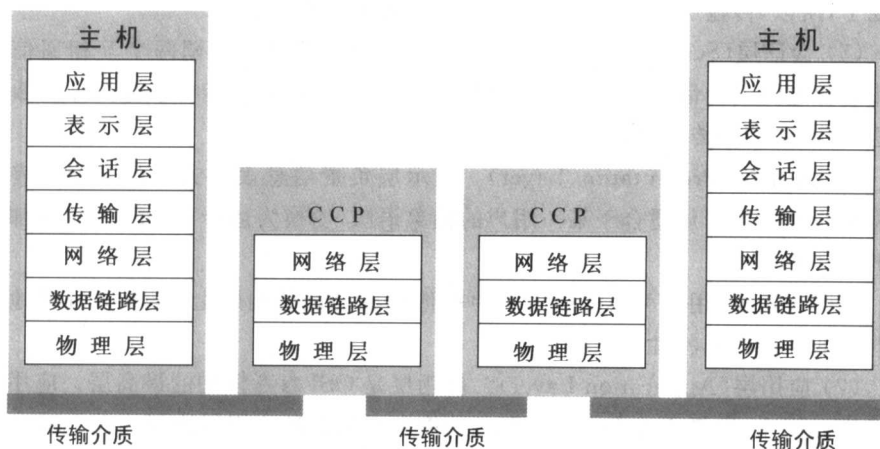 主机
应用层
表示层
会话层
传输层
网络层
数据链路层
物理层
CCP
网络层
数据链路层
物理层
CCP
网络层
数据链路层
物理层
主机
应用层
表示层
会话层
传输层
网络层
数据链路层
物理层
传输介质
传输介质
传输介质